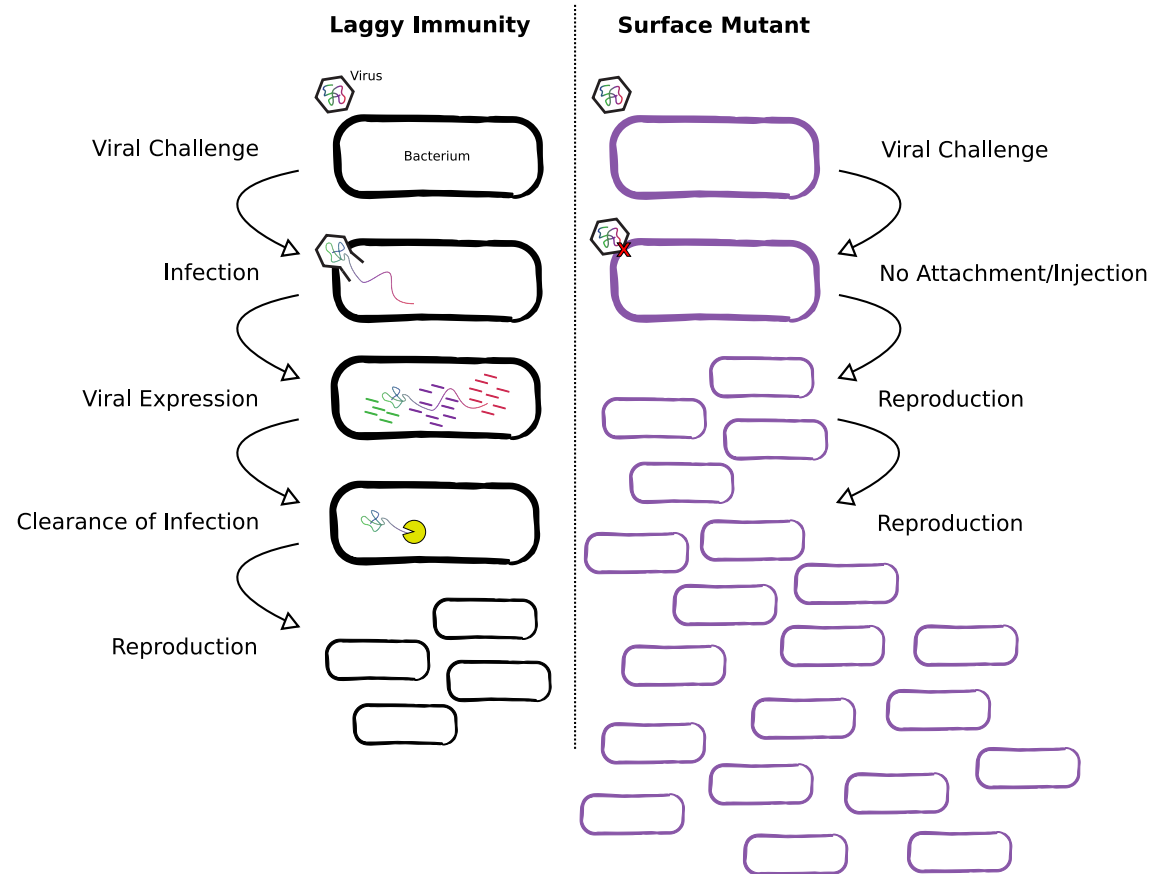 Laggy Immunity
Surface Mutant
Virus
Bacterium
Viral Challenge
Infection
Viral Expression
Clearance of Infection
Reproduction
Viral Challenge
No Attachment/Injection
Reproduction
Reproduction
X